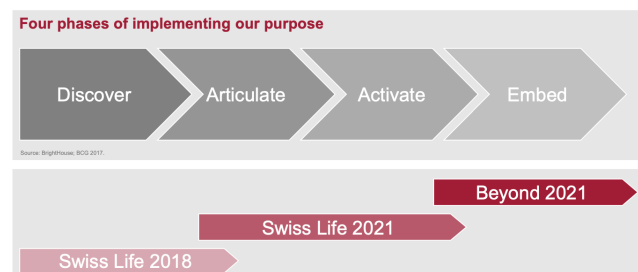 Four phases of implementing our purpose
Discover
Articulate
Activate
Embed
Source: BrightHouse; BCG 2017.
Beyond 2021
Swiss Life 2021
Swiss Life 2018